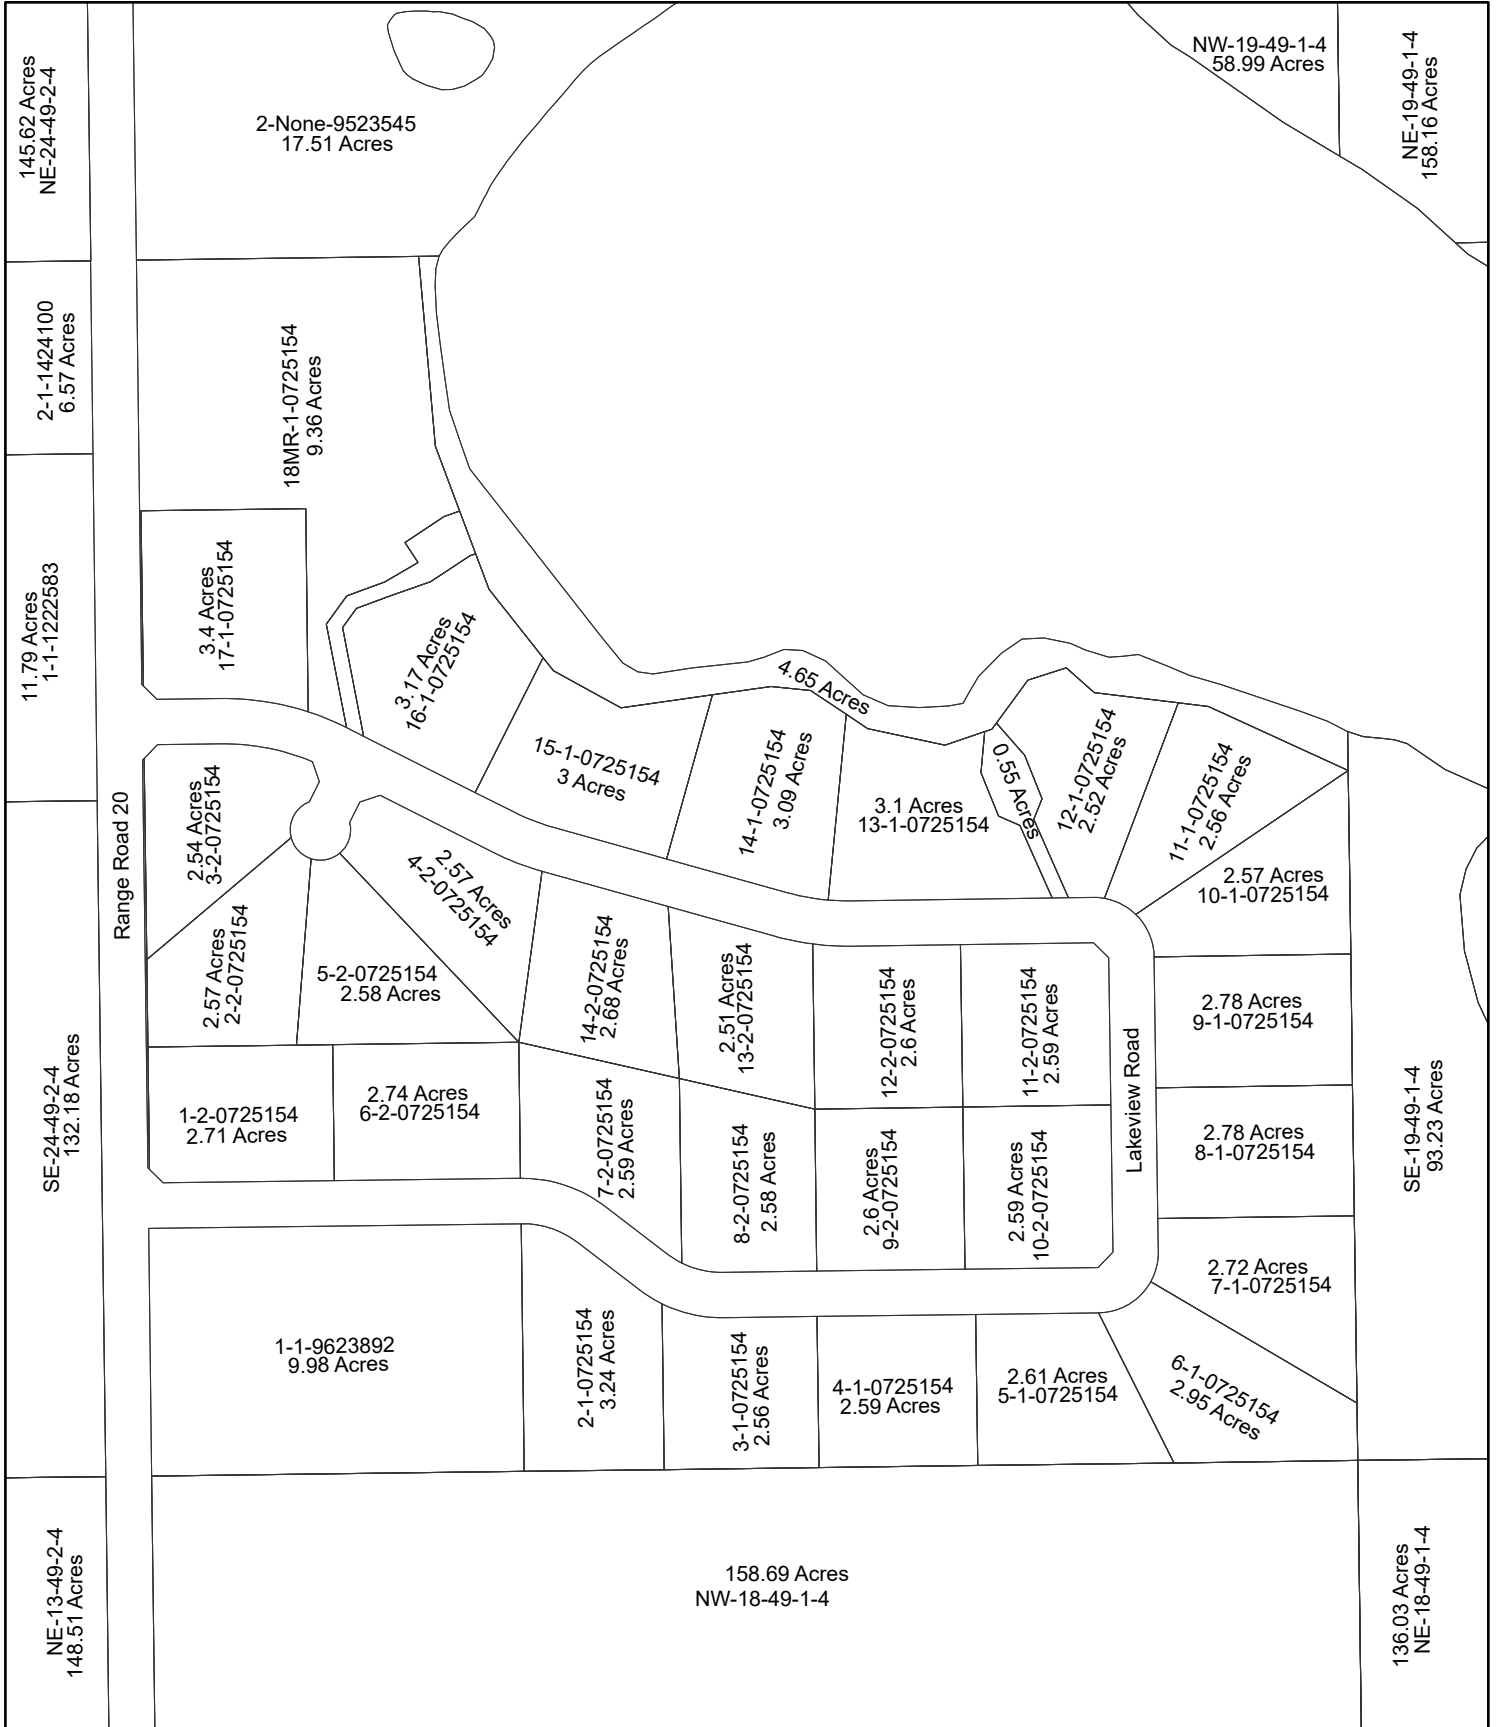 145.62 Acres
NE-24-49-2-4
2-None-9523545
17.51 Acres
NW-19-49-1-4
58.99 Acres
NE-19-49-1-4
158.16 Acres
2-1-1424100
6.57 Acres
18MR-1-0725154
9.36 Acres
11.79 Acres
1-1-1222583
3.4 Acres
17-1-0725154
3.17 Acres
16-1-0725154
4.65 Acres
15-1-0725154
3 Acres
14-1-0725154
3.09 Acres
3.1 Acres
13-1-0725154
0.55 Acres
12-1-0725154
2.52 Acres
11-1-0725154
2.56 Acres
2.57 Acres
10-1-0725154
Range Road 20
2.54 Acres
3-2-0725154
2.57 Acres
4-2-0725154
2.57 Acres
2-2-0725154
5-2-0725154
2.58 Acres
14-2-0725154
2.68 Acres
2.51 Acres
13-2-0725154
12-2-0725154
2.6 Acres
11-2-0725154
2.59 Acres
2.78 Acres
9-1-0725154
SE-24-49-2-4
132.18 Acres
1-2-0725154
2.71 Acres
2.74 Acres
6-2-0725154
7-2-0725154
2.59 Acres
8-2-0725154
2.58 Acres
2.6 Acres
9-2-0725154
2.59 Acres
10-2-0725154
Lakeview Road
2.78 Acres
8-1-0725154
SE-19-49-1-4
93.23 Acres
2.72 Acres
7-1-0725154
1-1-9623892
9.98 Acres
2-1-0725154
3.24 Acres
3-1-0725154
2.56 Acres
4-1-0725154
2.59 Acres
2.61 Acres
5-1-0725154
6-1-0725154
2.95 Acres
NE-13-49-2-4
148.51 Acres
158.69 Acres
NW-18-49-1-4
136.03 Acres
NE-18-49-1-4